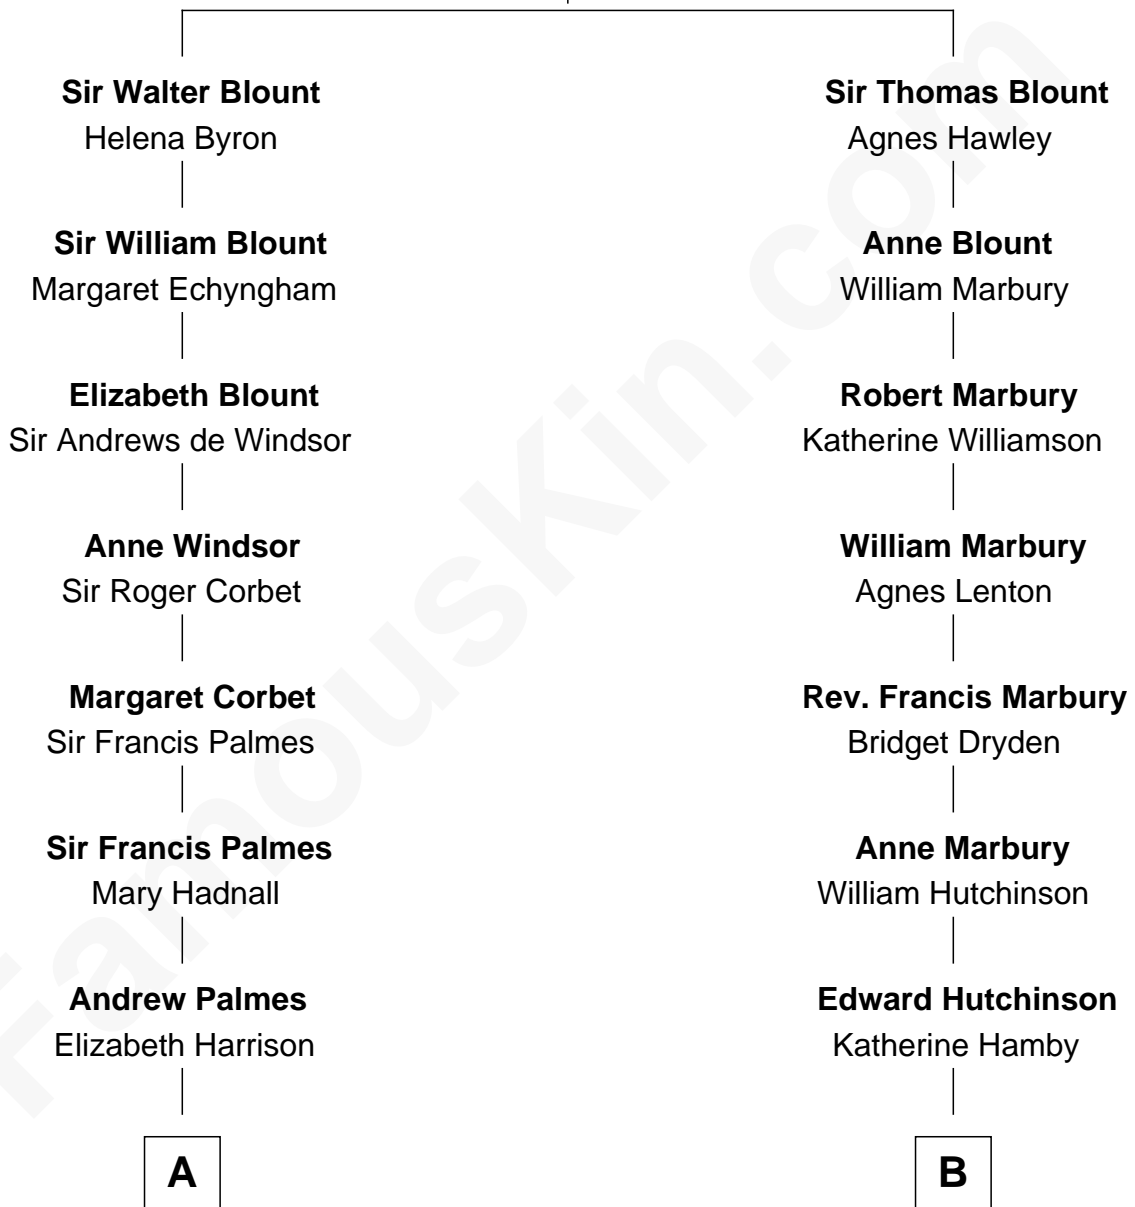 Sir Walter Blount
Helena Byron
Sir William Blount
Margaret Echyngham
Elizabeth Blount
Sir Andrews de Windsor
Anne Windsor
Sir Roger Corbet
Margaret Corbet
Sir Francis Palmes
Sir Francis Palmes
Mary Hadnall
Andrew Palmes
Elizabeth Harrison
A
Sir Thomas Blount
Agnes Hawley
Anne Blount
William Marbury
Robert Marbury
Katherine Williamson
William Marbury
Agnes Lenton
Rev. Francis Marbury
Bridget Dryden
Anne Marbury
William Hutchinson
Edward Hutchinson
Katherine Hamby
B
FamousKin.com